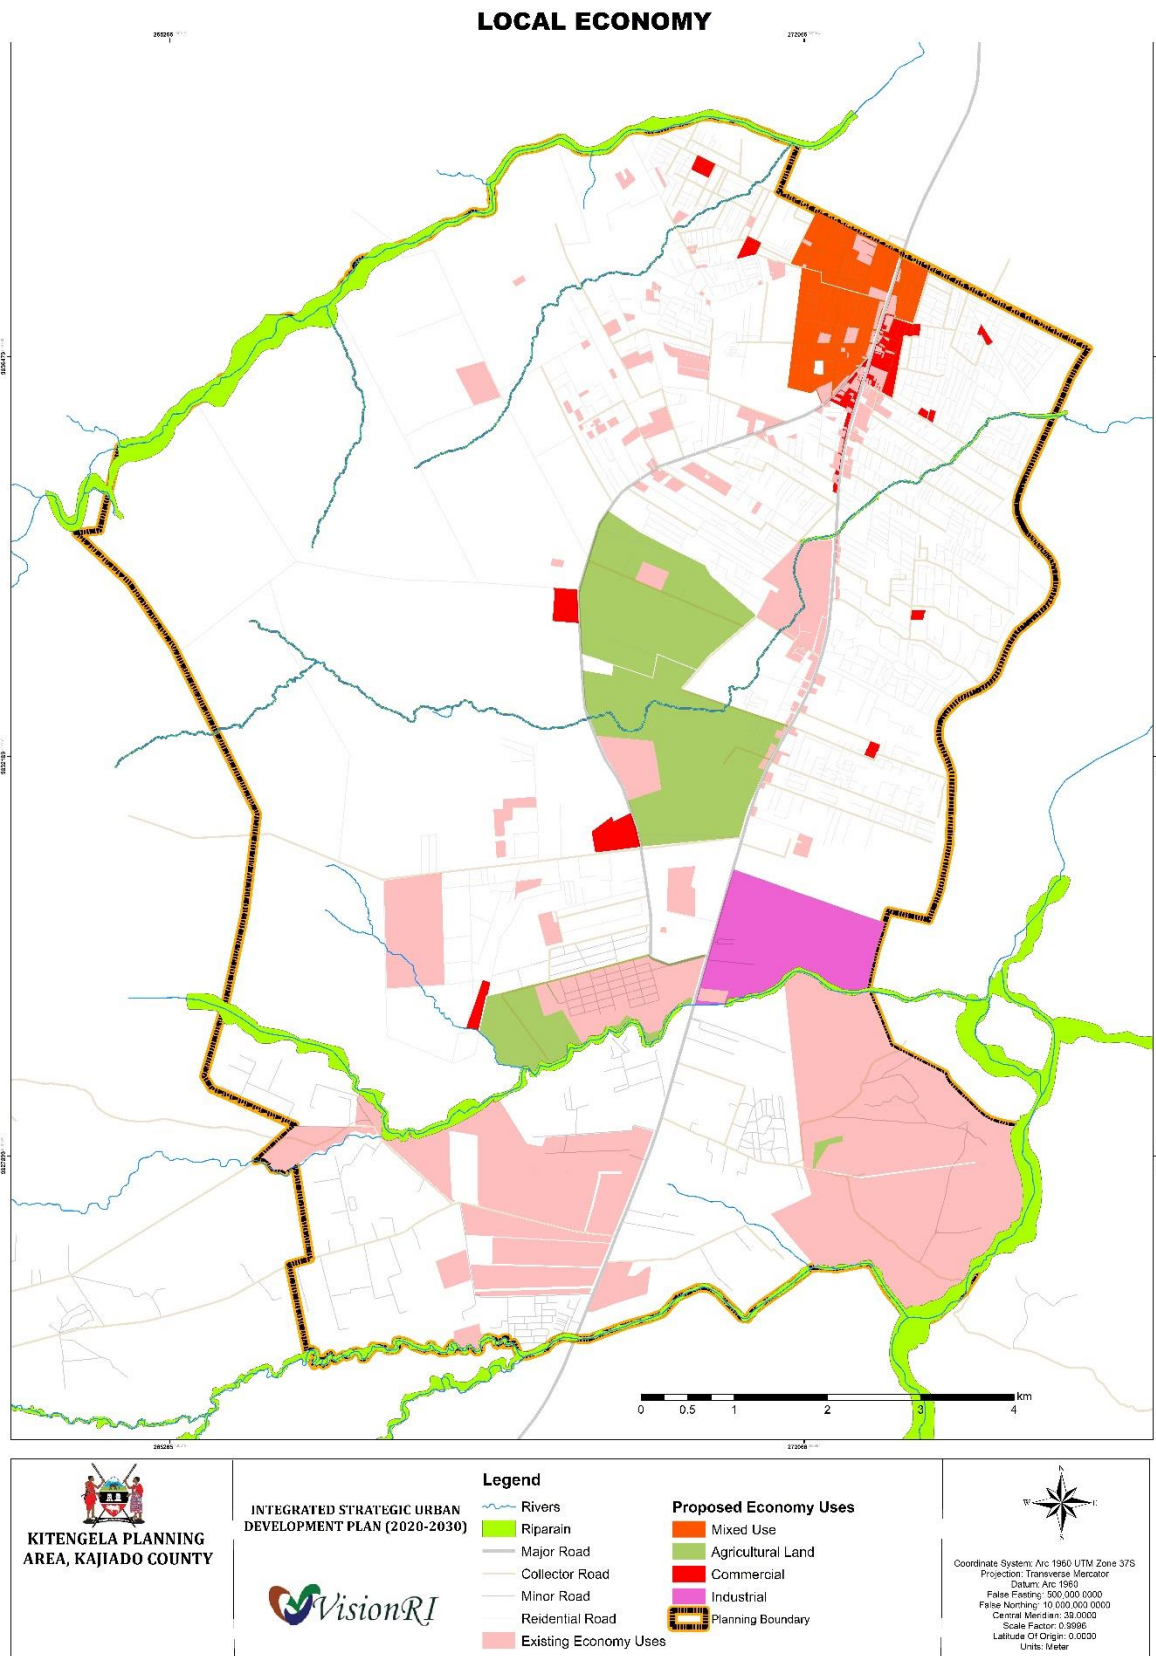 LOCAL ECONOMY
km
0 0.5 1 2 3 4
KITENGELA PLANNING
AREA, KAJIADO COUNTY
INTEGRATED STRATEGIC URBAN
DEVELOPMENT PLAN (2020-2030)
VisionRI
Legend
Rivers
Riparain
Major Road
Collector Road
Minor Road
Reidential Road
Existing Economy Uses
Proposed Economy Uses
Mixed Use
Agricultural Land
Commercial
Industrial
Planning Boundary
N
W E
S
Coordinate System: Arc 1960 UTM Zone 37S
Projection: Transverse Mercator
Datum: Arc 1960
False Easting: 500,000.0000
False Northing: 10,000,000.0000
Central Meridian: 39.0000
Scale Factor: 0.9996
Latitude Of Origin: 0.0000
Units: Meter